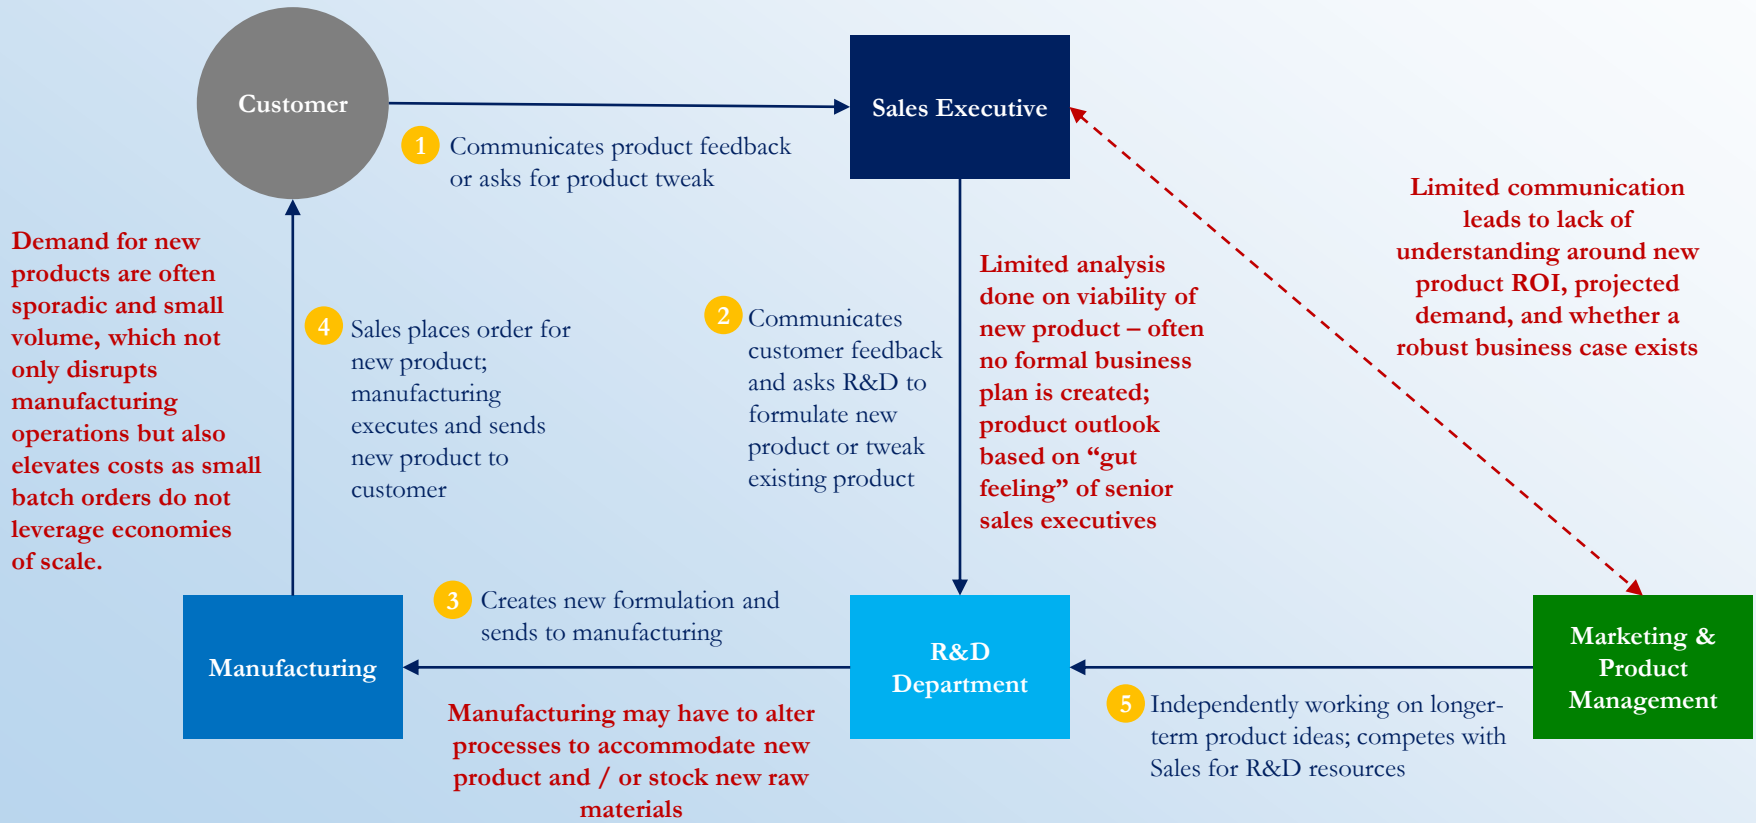 Customer
Sales Executive
1
Communicates product feedback
or asks for product tweak
Limited communication
leads to lack of
understanding around new
product ROI, projected
demand, and whether a
robust business case exists
Demand for new
products are often
sporadic and small
volume, which not
only disrupts
manufacturing
operations but also
elevates costs as small
batch orders do not
leverage economies
of scale.
4
Sales places order for
new product;
manufacturing
executes and sends
new product to
customer
2
Communicates
customer feedback
and asks R&D to
formulate new
product or tweak
existing product
Limited analysis
done on viability of
new product – often
no formal business
plan is created;
product outlook
based on “gut
feeling” of senior
sales executives
Manufacturing
3
Creates new formulation and
sends to manufacturing
Manufacturing may have to alter
processes to accommodate new
product and / or stock new raw
materials
R&D
Department
5
Independently working on longer-
term product ideas; competes with
Sales for R&D resources
Marketing &
Product
Management